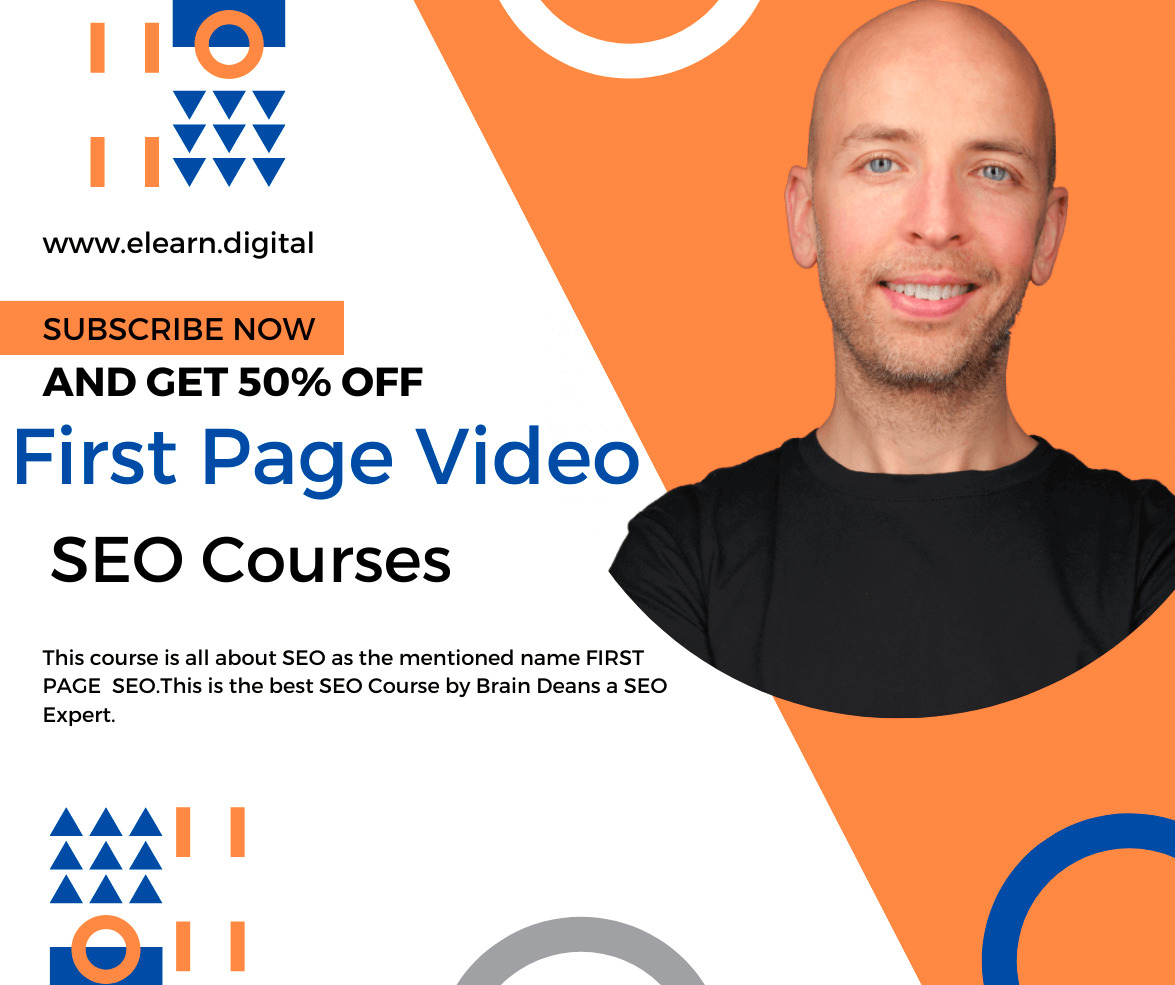 www.elearn.digital
SUBSCRIBE NOW
AND GET 50% OFF
First Page Video
SEO Courses
This course is all about SEO as the mentioned name FIRST
PAGE  SEO.This is the best SEO Course by Brain Deans a SEO
Expert.